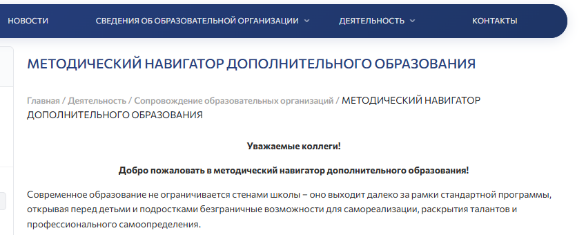 НОВОСТИ СВЕДЕНИЯ ОБ ОБРАЗОВАТЕЛЬНОЙ ОРГАНИЗАЦИИ ДЕЯТЕЛЬНОСТЬ КОНТАКТЫ
МЕТОДИЧЕСКИЙ НАВИГАТОР ДОПОЛНИТЕЛЬНОГО ОБРАЗОВАНИЯ
Главная / Деятельность / Сопровождение образовательных организаций / МЕТОДИЧЕСКИЙ НАВИГАТОР
ДОПОЛНИТЕЛЬНОГО ОБРАЗОВАНИЯ
Уважаемые коллеги!
Добро пожаловать в методический навигатор дополнительного образования!
Современное образование не ограничивается стенами школы – оно выходит далеко за рамки стандартной программы,
открывая перед детьми и подростками безграничные возможности для самореализации, раскрытия талантов и
профессионального самоопределения.